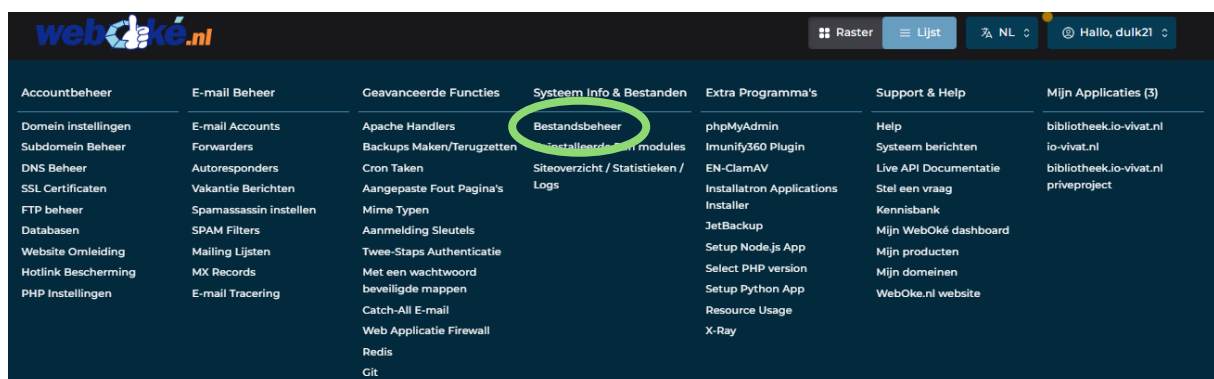 weboké.nl
Raster
Lijst
NL
Hallo, dulk21
Accountbeheer
Domein instellingen
Subdomein Beheer
DNS Beheer
SSL Certificaten
FTP beheer
Databasen
Website Omleiding
Hotlink Bescherming
PHP Instellingen
E-mail Beheer
E-mail Accounts
Forwarders
Autoresponders
Vakantie Berichten
Spamassassin instellen
SPAM Filters
Mailing Lijsten
MX Records
E-mail Tracering
Geavanceerde Functies
Apache Handlers
Backups Maken/Terugzetten
Cron Taken
Aangepaste Fout Pagina's
Mime Typen
Aanmelding Sleutels
Twee-Staps Authenticatie
Met een wachtwoord
beveiligde mappen
Catch-All E-mail
Web Applicatie Firewall
Redis
Git
Systeem Info & Bestanden
Bestandsbeheer
modules
Siteoverzicht / Statistieken /
Logs
Extra Programma's
phpMyAdmin
Imunify360 Plugin
EN-ClamAV
Installatron Applications
Installer
JetBackup
Setup Node.js App
Select PHP version
Setup Python App
Resource Usage
X-Ray
Support & Help
Help
Systeem berichten
Live API Documentatie
Stel een vraag
Kennisbank
Mijn WebOké dashboard
Mijn producten
Mijn domeinen
WebOke.nl website
Mijn Applicaties (3)
bibliotheek.io-vivat.nl
io-vivat.nl
bibliotheek.io-vivat.nl
priveproject